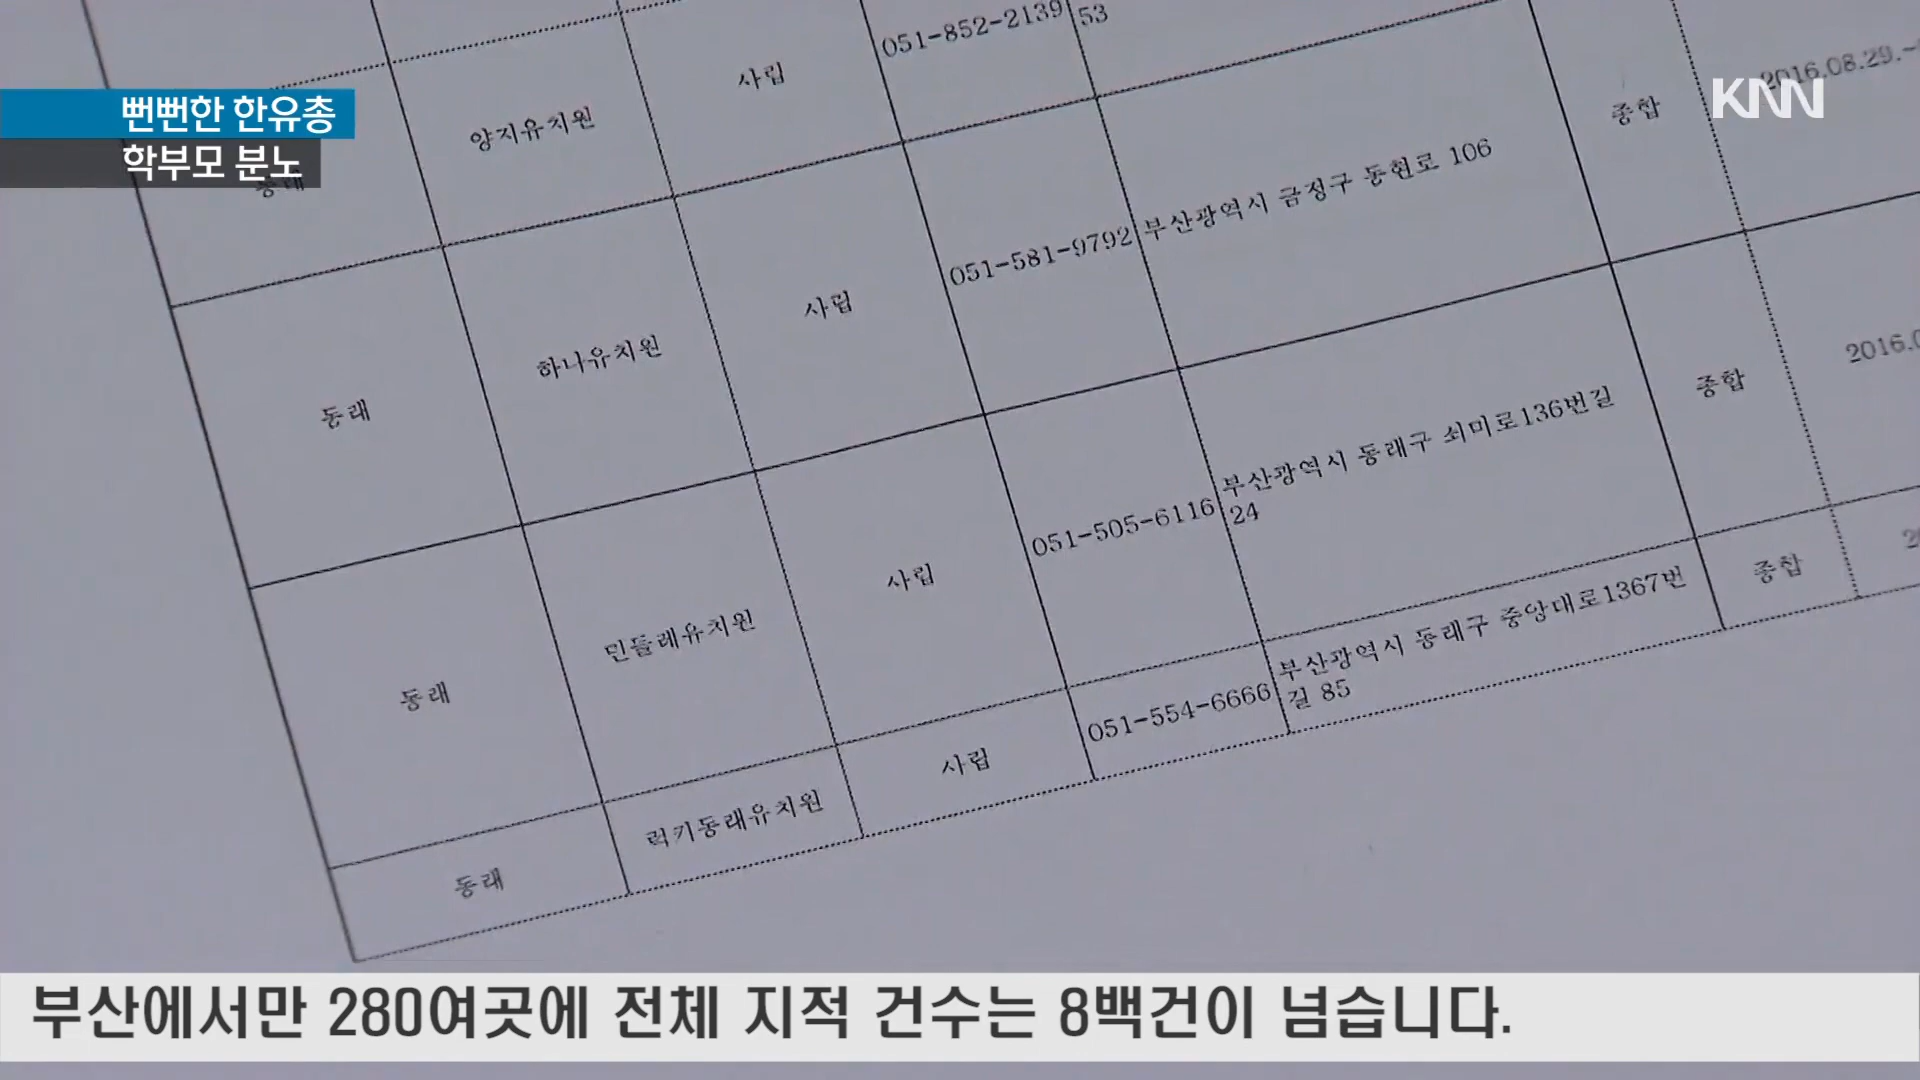 뻔뻔한 한유총
학부모 분노
KNN
양지유치원 사립 051-852-2139 53 종합 2016.08.29.
동래
동래 하나유치원 사립 051-581-9792 부산광역시 금정구 동현로 106 종합
동래 민들레유치원 사립 051-505-6116 부산광역시 동래구 쇠미로136번길
24
동래 럭키동래유치원 사립 051-554-6666 부산광역시 동래구 중앙대로1367번
길 85
종합
부산에서만 280여곳에 전체 지적 건수는 8백건이 넘습니다.